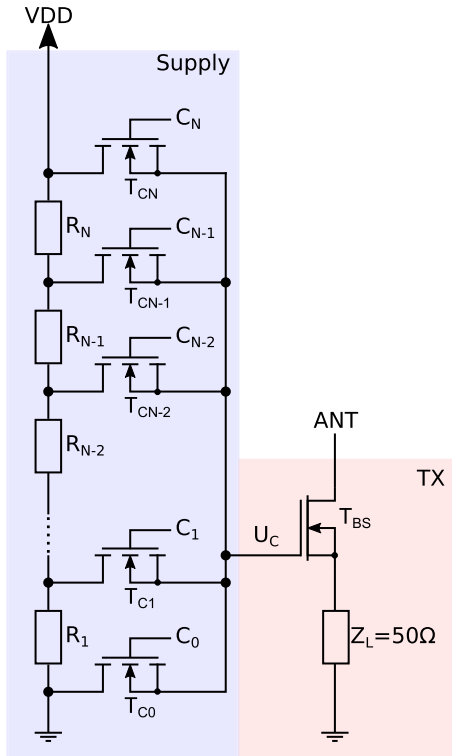 VDD
Supply
C_N
T_CN
R_N
C_N-1
T_CN-1
R_N-1
C_N-2
T_CN-2
R_N-2
ANT
TX
T_BS
C_1
U_C
T_C1
R_1
C_0
Z_L=50Ω
T_C0